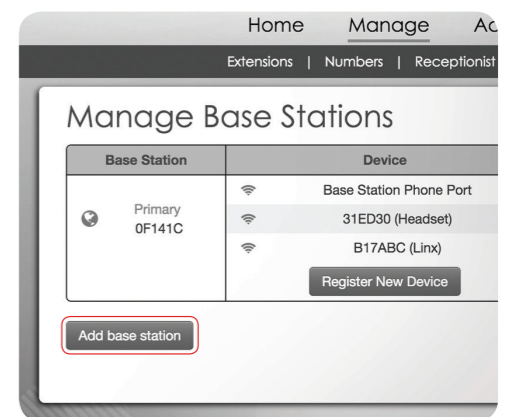 Home Manage
Extensions | Numbers | Receptionist
Manage Base Stations
Base Station Device
Base Station Phone Port
Primary
0F141C
31ED30 (Headset)
B17ABC (Linx)
Register New Device
Add base station